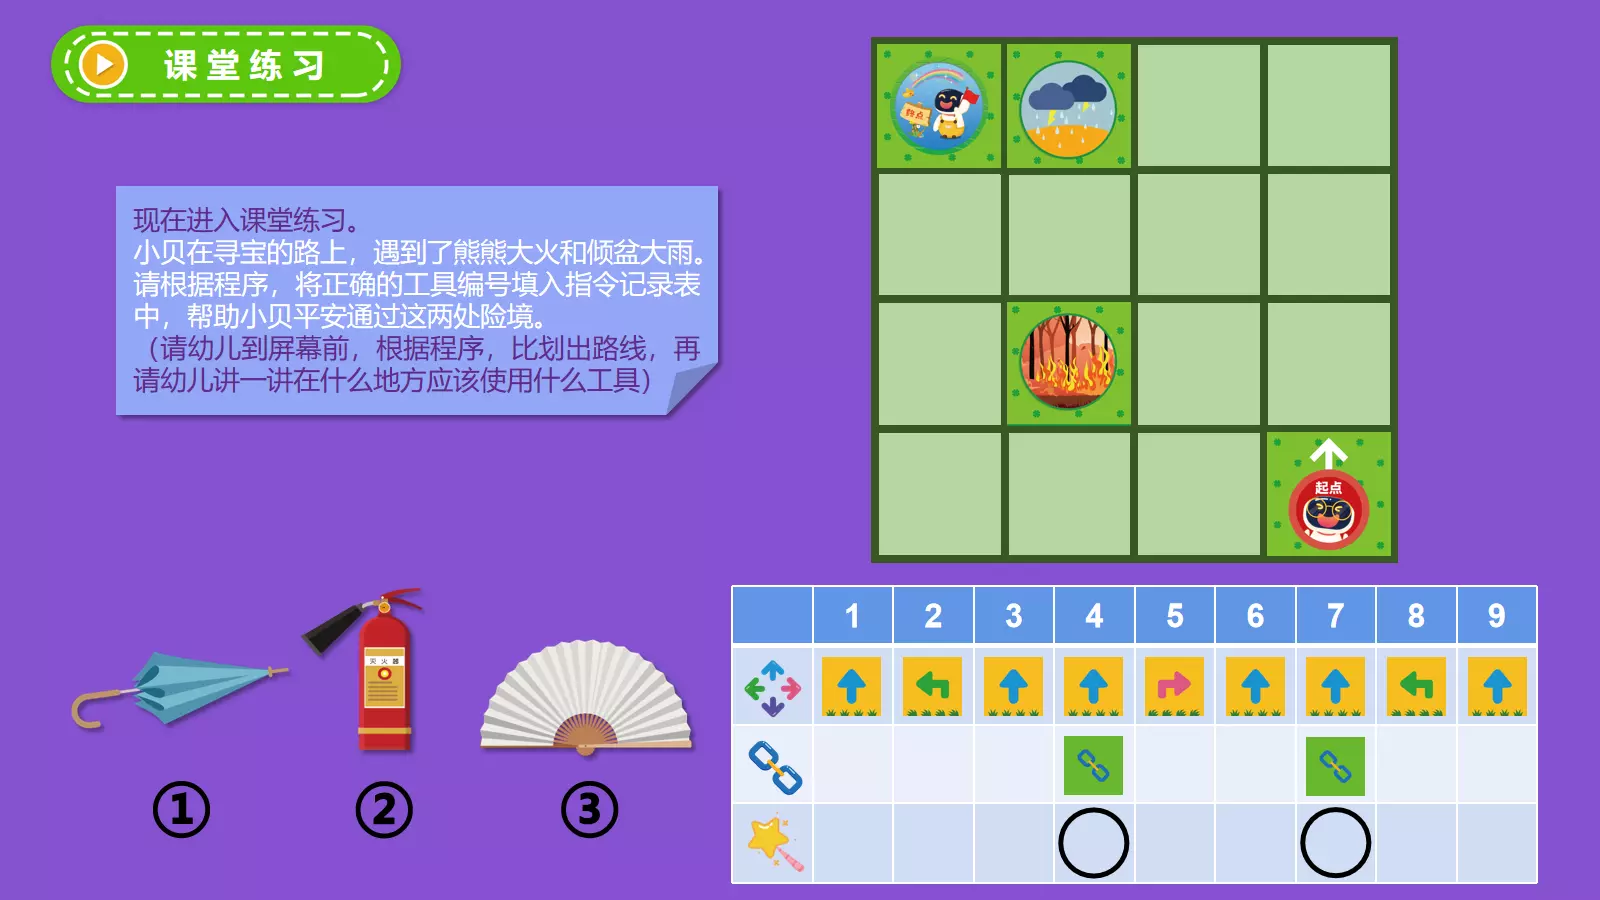 课堂练习
现在进入课堂练习。
小贝在寻宝的路上，遇到了熊熊大火和倾盆大雨。
请根据程序，将正确的工具编号填入指令记录表
中，帮助小贝平安通过这两处险境。
（请幼儿到屏幕前，根据程序，比划出路线，再
请幼儿讲一讲在什么地方应该使用什么工具）
终点
起点
灭火器
① ② ③
1 2 3 4 5 6 7 8 9